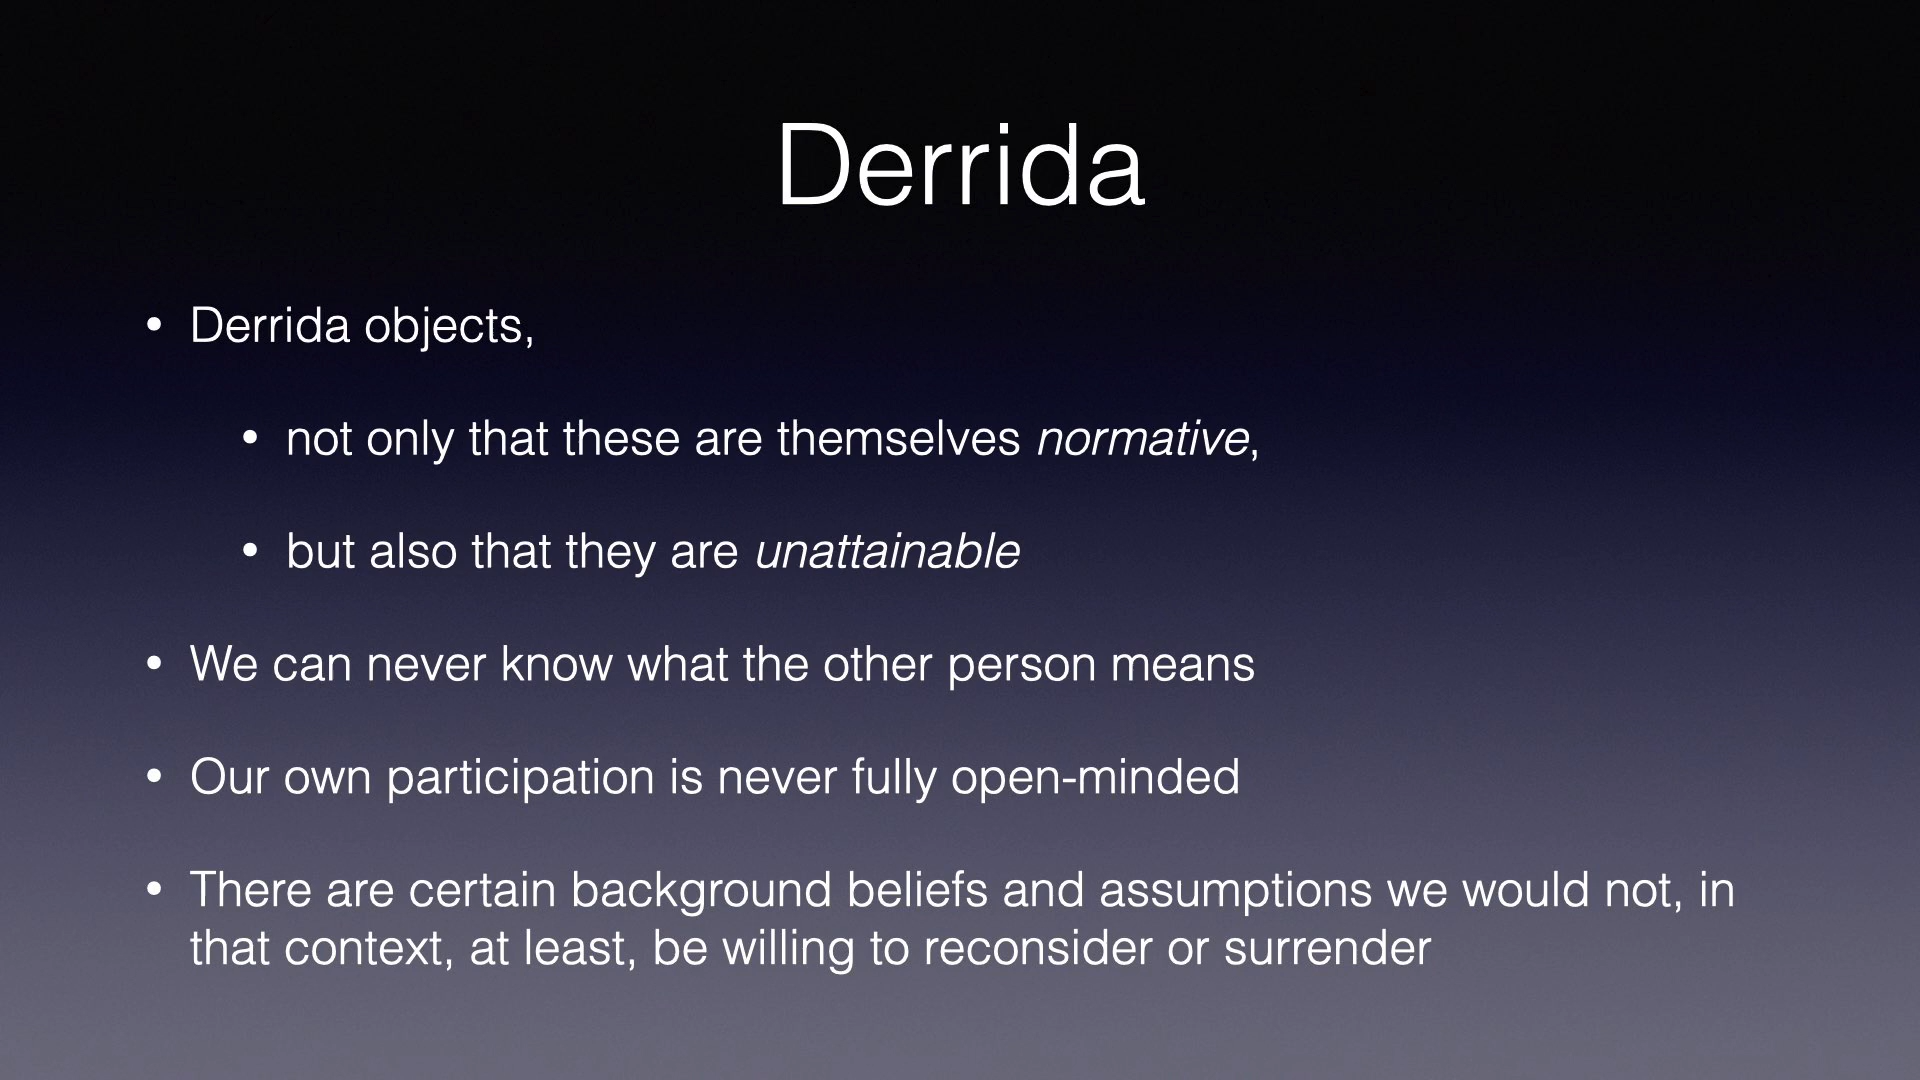 Derrida
• Derrida objects,
• not only that these are themselves normative,
• but also that they are unattainable
• We can never know what the other person means
• Our own participation is never fully open-minded
• There are certain background beliefs and assumptions we would not, in
that context, at least, be willing to reconsider or surrender